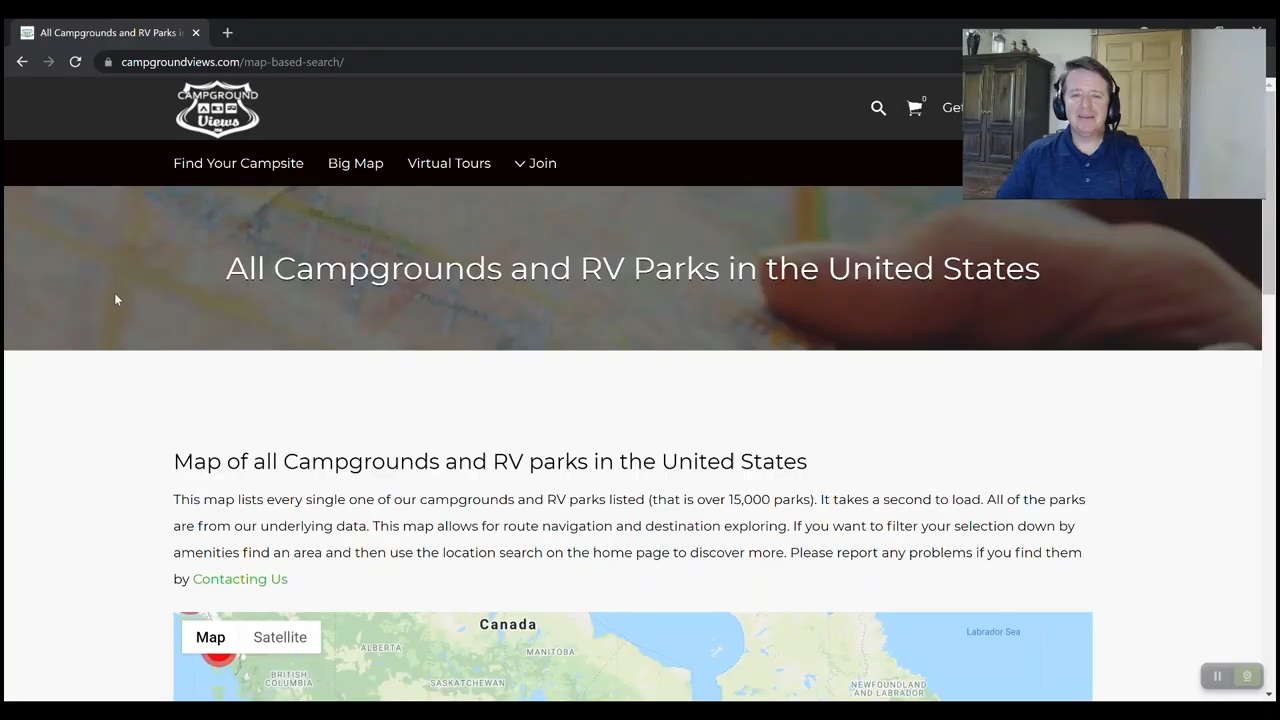 All Campgrounds and RV Parks i
campgroundviews.com/map-based-search/
CAMPGROUND
Views
.com
0
Get
Find Your Campsite
Big Map
Virtual Tours
Join
All Campgrounds and RV Parks in the United States
Map of all Campgrounds and RV parks in the United States
This map lists every single one of our campgrounds and RV parks listed (that is over 15,000 parks). It takes a second to load. All of the parks
are from our underlying data. This map allows for route navigation and destination exploring. If you want to filter your selection down by
amenities find an area and then use the location search on the home page to discover more. Please report any problems if you find them
by Contacting Us
Map
Satellite
Canada
Labrador Sea
ALBERTA
MANITOBA
BRITISH
COLUMBIA
SASKATCHEWAN
NEWFOUNDLAND
AND LABRADOR